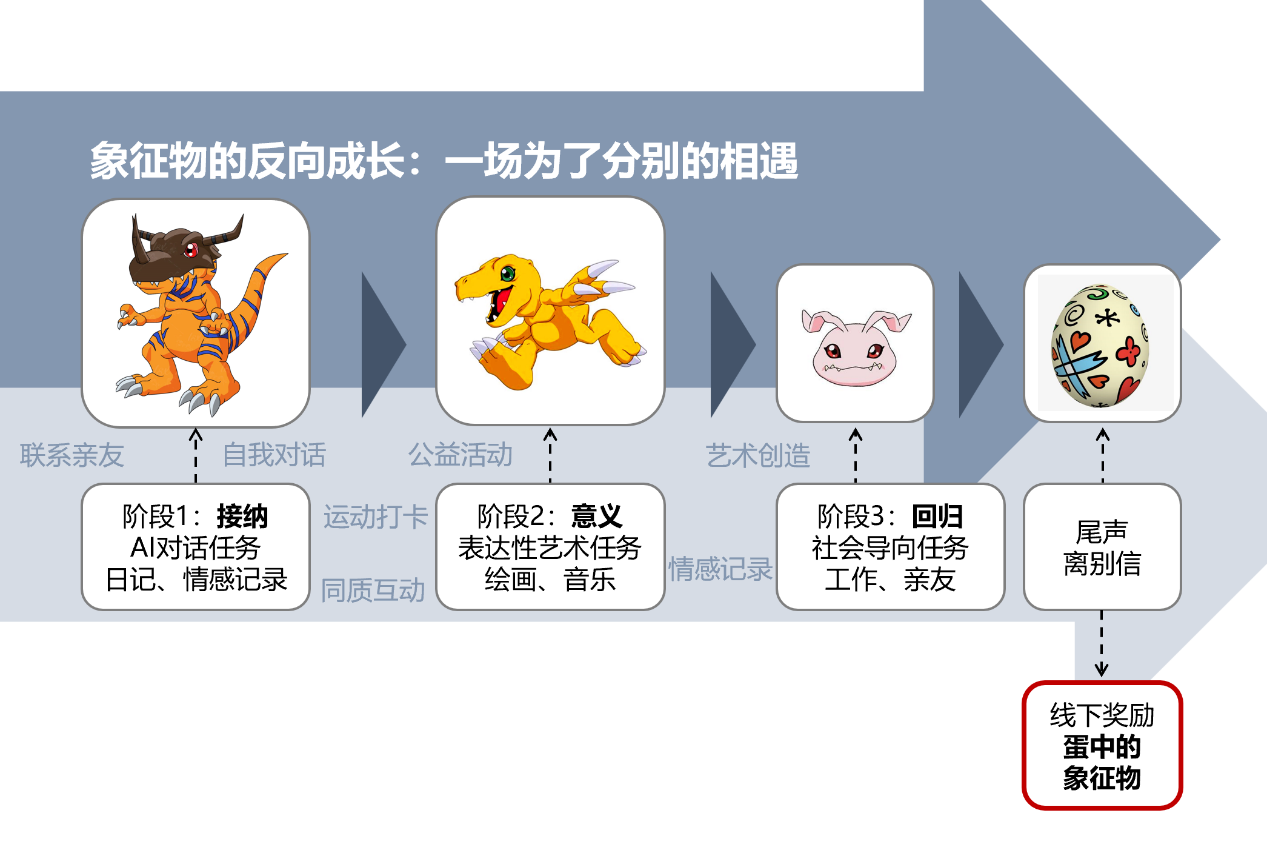 象征物的反向成长：一场为了分别的相遇
联系亲友
自我对话
公益活动
艺术创造
阶段1：接纳
AI对话任务
日记、情感记录
运动打卡
同质互动
阶段2：意义
表达性艺术任务
绘画、音乐
情感记录
阶段3：回归
社会导向任务
工作、亲友
尾声
离别信
线下奖励
蛋中的
象征物